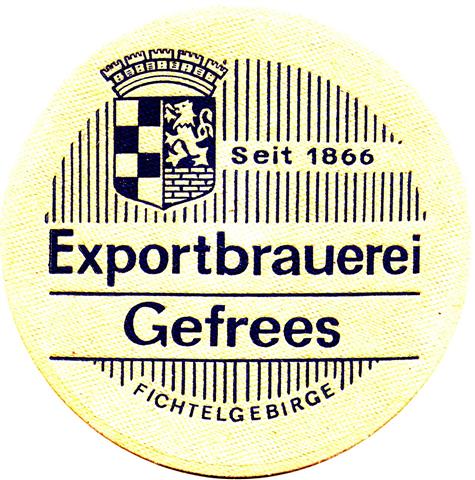 Seit 1866
Exportbrauerei
Gefrees
FICHTELGEBIRGE